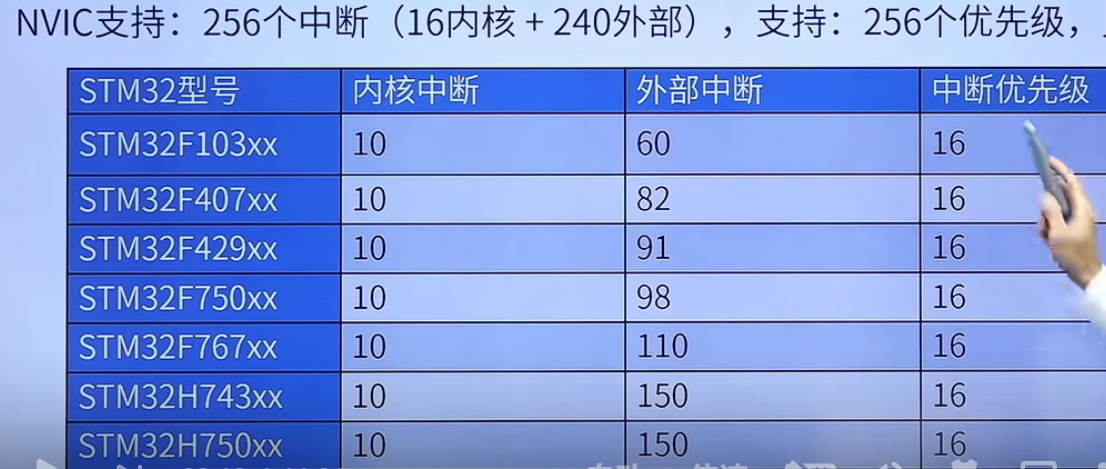 NVIC支持：256个中断（16内核 + 240外部），支持：256个优先级，
STM32型号 内核中断 外部中断 中断优先级
STM32F103xx 10 60 16
STM32F407xx 10 82 16
STM32F429xx 10 91 16
STM32F750xx 10 98 16
STM32F767xx 10 110 16
STM32H743xx 10 150 16
STM32H750xx 10 150 16